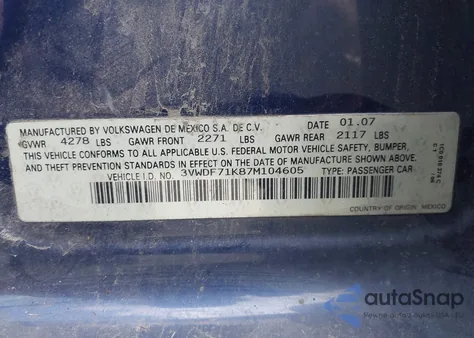 MANUFACTURED BY VOLKSWAGEN DE MEXICO S.A. DE C.V. DATE 01.07
GVWR 4278 LBS GAWR FRONT 2271 LBS GAWR REAR 2117 LBS
THIS VEHICLE CONFORMS TO ALL APPLICABLE U.S. FEDERAL MOTOR VEHICLE SAFETY, BUMPER,
AND THEFT PREVENTION STANDARDS IN EFFECT ON THE DATE OF MANUFACTURE SHOWN ABOVE.
VEHICLE I.D. NO. 3VWDF71K87M104605 TYPE: PASSENGER CAR
COUNTRY OF ORIGIN: MEXICO
autoSnap